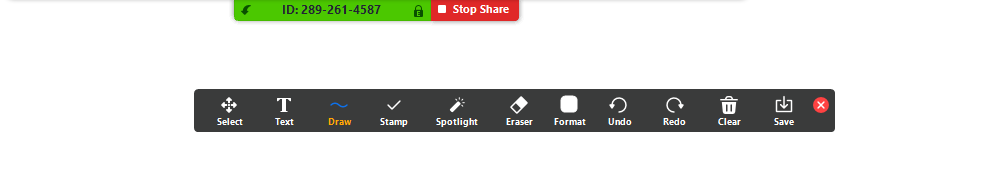 ID: 289-261-4587 Stop Share
Select Text Draw Stamp Spotlight Eraser Format Undo Redo Clear Save